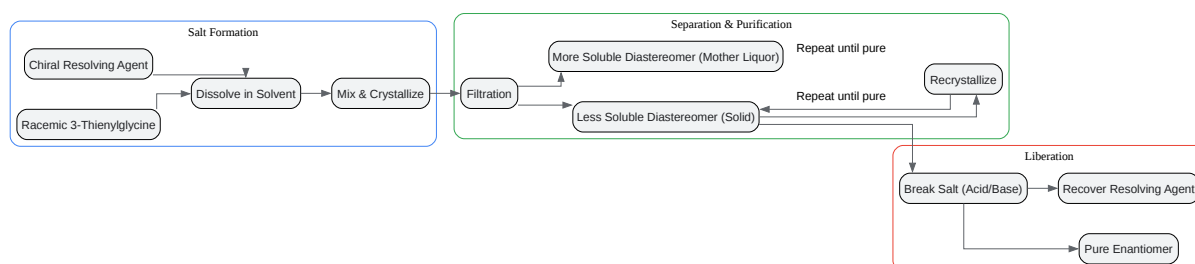 Salt Formation
Chiral Resolving Agent
Racemic 3-Thienylglycine
Dissolve in Solvent
Mix & Crystallize
Separation & Purification
Filtration
More Soluble Diastereomer (Mother Liquor)
Repeat until pure
Recrystallize
Repeat until pure
Less Soluble Diastereomer (Solid)
Liberation
Break Salt (Acid/Base)
Recover Resolving Agent
Pure Enantiomer